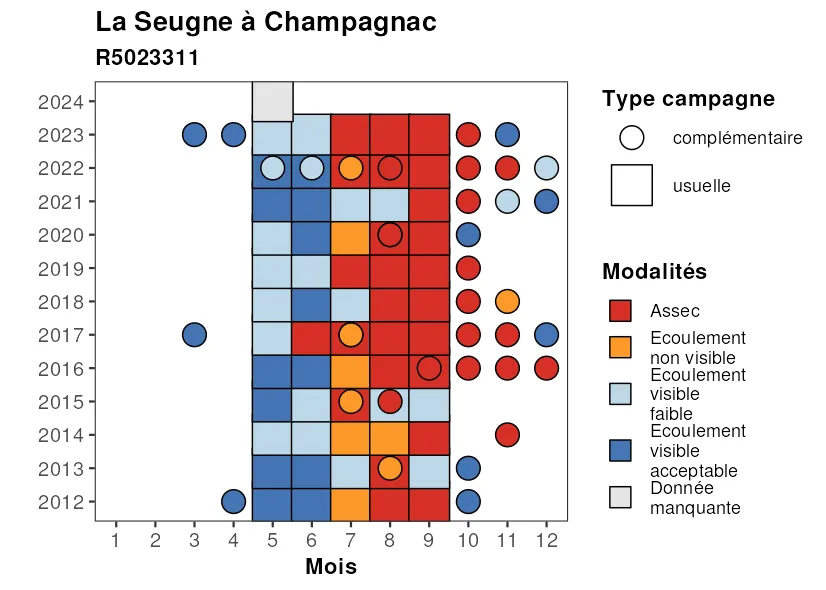 La Seugne à Champagnac
R5023311
2024
2023
2022
2021
2020
2019
2018
2017
2016
2015
2014
2013
2012
1 2 3 4 5 6 7 8 9 10 11 12
Mois
Type campagne
complémentaire
usuelle
Modalités
Assec
Ecoulement
non visible
Ecoulement
visible
faible
Ecoulement
visible
acceptable
Donnée
manquante